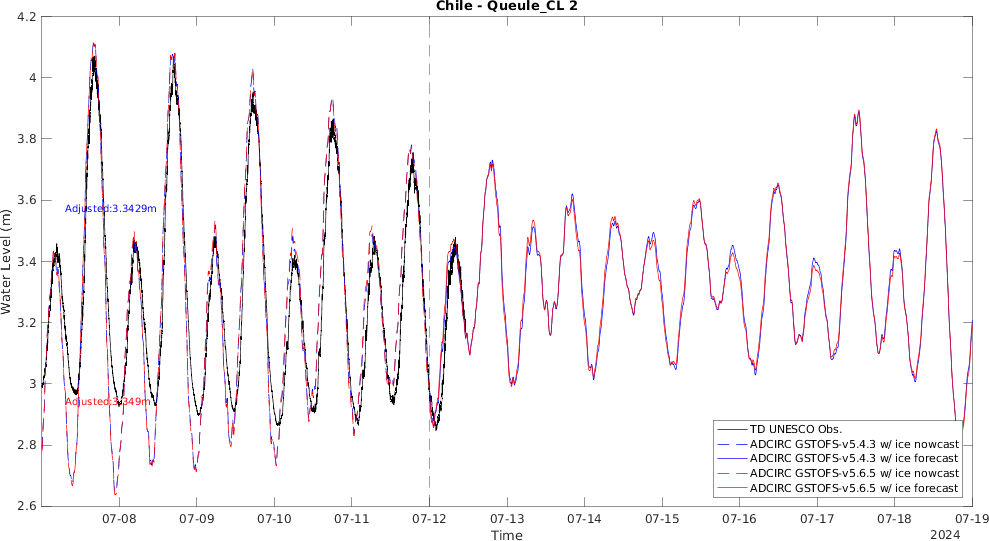 Chile - Queule_CL 2
4.2
4
3.8
3.6
3.4
3.2
3
2.8
2.6
Water Level (m)
Adjusted:3.3429m
Adjusted:3.349m
TD UNESCO Obs.
ADCIRC GSTOFS-v5.4.3 w/ ice nowcast
ADCIRC GSTOFS-v5.4.3 w/ ice forecast
ADCIRC GSTOFS-v5.6.5 w/ ice nowcast
ADCIRC GSTOFS-v5.6.5 w/ ice forecast
07-08 07-09 07-10 07-11 07-12 07-13 07-14 07-15 07-16 07-17 07-18 07-19
Time
2024